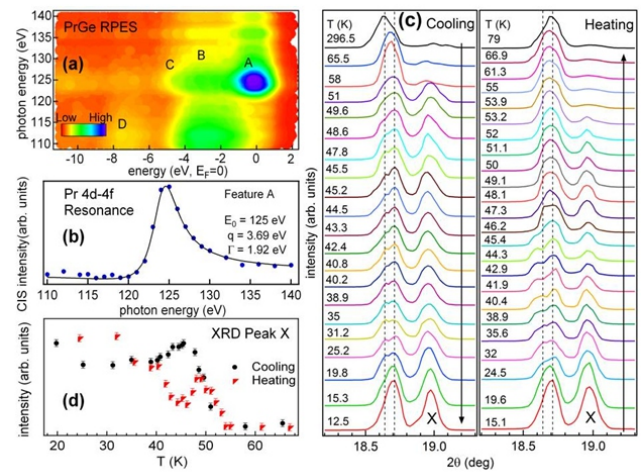 PrGe RPES
(a)
A
B
C
D
Low High
photon energy (eV)
140
135
130
125
120
115
110
-10 -8 -6 -4 -2 0 2
energy (eV, E_F=0)
(b)
Pr 4d-4f
Resonance
Feature A
E₀ = 125 eV
q = 3.69 eV
Γ = 1.92 eV
CIS intensity(arb. units)
110 115 120 125 130 135 140
photon energy (eV)
(d)
XRD Peak X
Cooling
Heating
intensity (arb. units)
20 30 40 50 60
T (K)
(c)
Cooling
T (K)
296.5
65.5
58
51
49.6
48.6
47.8
45.5
45.2
44.5
43.3
42.4
40.8
40.2
38.9
35
31.2
25.2
19.8
15.3
12.5
X
intensity (arb. units)
18.5 19.0
Heating
T (K)
79
66.9
61.3
55
53.9
53.2
52
51.1
50
49.1
48.1
47.3
46.2
45.4
44.3
42.9
41.9
40.4
38.9
35.6
32
24.5
19.6
15.1
X
18.5 19.0
2θ (deg)